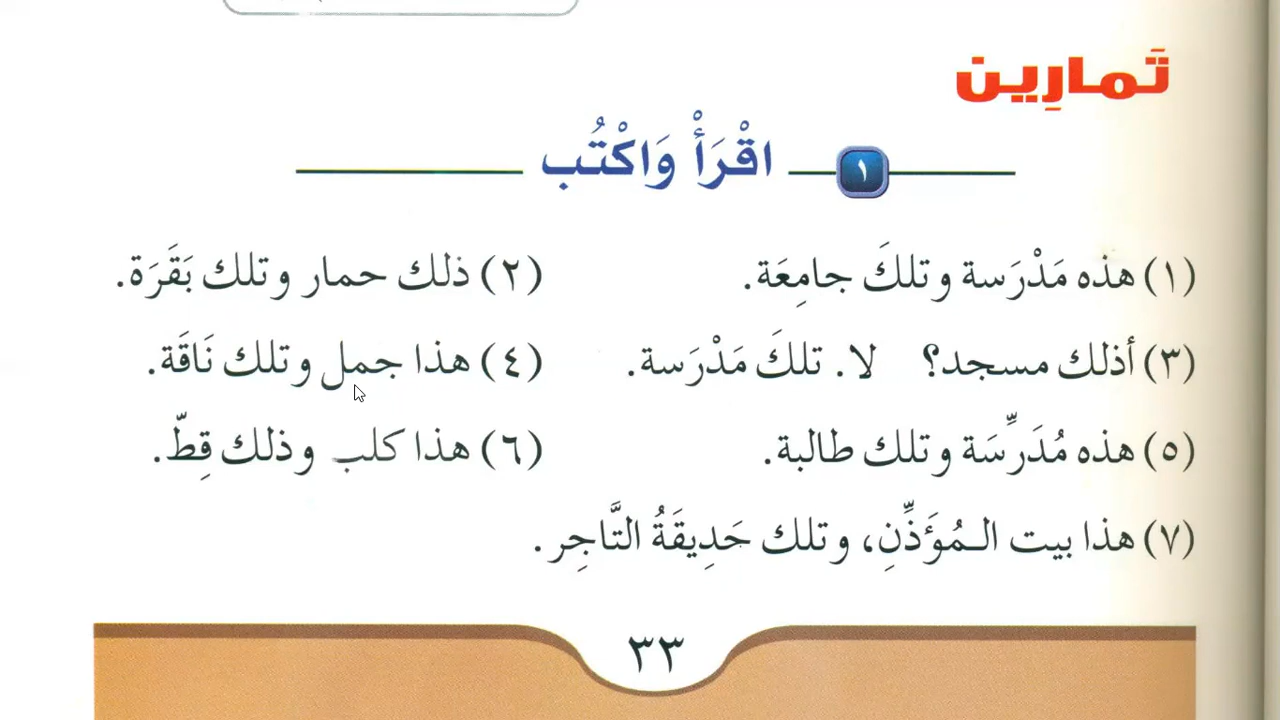 تَمارِين
١ اقْرَأْ وَاكْتُب
(١) هذه مَدْرَسة وتلكَ جامِعَة. (٢) ذلك حمار وتلك بَقَرَة.
(٣) أذلك مسجد؟ لا. تلكَ مَدْرَسة. (٤) هذا جمل وتلك نَاقَة.
(٥) هذه مُدَرِّسَة وتلك طالبة. (٦) هذا كلب وذلك قِطّ.
(٧) هذا بيت الـمُؤَذِّنِ، وتلك حَدِيقَةُ التَّاجِر.
٣٣